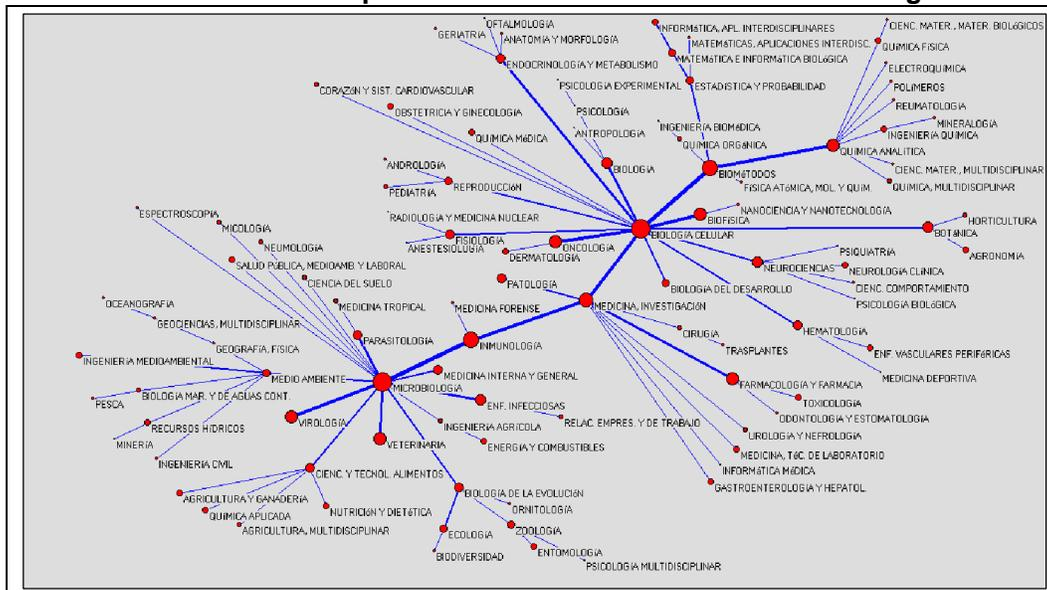 OFTALMOLOGíA
GERIATRíA
ANATOMíA Y MORFOLOGíA
ENDOCRINOLOGíA Y METABOLISMO
INFORMáTICA, APL. INTERDISCIPLINARES
MATEMáTICAS, APLICACIONES INTERDISC.
MATEMáTICA E INFORMáTICA BIOLóGICA
ESTADíSTICA Y PROBABILIDAD
CIENC. MATER., MATER. BIOLóGICOS
QUíMICA FíSICA
ELECTROQUíMICA
POLíMEROS
REUMATOLOGíA
MINERALOGíA
INGENIERíA QUíMICA
QUíMICA ANALíTICA
CIENC. MATER., MULTIDISCIPLINAR
QUíMICA, MULTIDISCIPLINAR
CORAZóN Y SIST. CARDIOVASCULAR
PSICOLOGíA EXPERIMENTAL
OBSTETRICIA Y GINECOLOGíA
PSICOLOGíA
QUíMICA MéDICA
ANTROPOLOGíA
INGENIERíA BIOMéDICA
QUíMICA ORGáNICA
BIOLOGíA
BIOMéTODOS
FíSICA ATóMICA, MOL. Y QUíM.
ANDROLOGíA
REPRODUCCIóN
PEDIATRíA
ESPECTROSCOPíA
RADIOLOGíA Y MEDICINA NUCLEAR
NANOCIENCIA Y NANOTECNOLOGíA
BIOFíSICA
HORTICULTURA
BOTáNICA
AGRONOMíA
MICOLOGíA
FISIOLOGíA
ANESTESIOLOGíA
ONCOLOGíA
DERMATOLOGíA
BIOLOGíA CELULAR
NEUMOLOGíA
PSIQUIATRíA
NEUROCIENCIAS
NEUROLOGíA CLíNICA
CIENC. COMPORTAMIENTO
PSICOLOGíA BIOLóGICA
SALUD PúBLICA, MEDIOAMB. Y LABORAL
CIENCIA DEL SUELO
PATOLOGíA
BIOLOGíA DEL DESARROLLO
OCEANOGRAFíA
MEDICINA TROPICAL
MEDICINA FORENSE
MEDICINA, INVESTIGACIóN
GEOCIENCIAS, MULTIDISCIPLINAR
PARASITOLOGíA
INMUNOLOGíA
CIRUGíA
TRASPLANTES
HEMATOLOGíA
ENF. VASCULARES PERIFéRICAS
MEDICINA DEPORTIVA
GEOGRAFíA, FíSICA
INGENIERíA MEDIOAMBIENTAL
MEDIO AMBIENTE
MICROBIOLOGíA
MEDICINA INTERNA Y GENERAL
FARMACOLOGíA Y FARMACIA
TOXICOLOGíA
ODONTOLOGíA Y ESTOMATOLOGíA
BIOLOGíA MAR. Y DE AGUAS CONT.
PESCA
ENF. INFECCIOSAS
RELAC. EMPRES. Y DE TRABAJO
VIROLOGíA
RECURSOS HíDRICOS
INGENIERíA AGRíCOLA
UROLOGíA Y NEFROLOGíA
MINERíA
VETERINARIA
ENERGíA Y COMBUSTIBLES
MEDICINA, TéC. DE LABORATORIO
INGENIERíA CIVIL
INFORMáTICA MéDICA
CIENC. Y TECNOL. ALIMENTOS
GASTROENTEROLOGíA Y HEPATOL.
AGRICULTURA Y GANADERíA
BIOLOGíA DE LA EVOLUCIóN
QUíMICA APLICADA
NUTRICIóN Y DIETéTICA
ORNITOLOGíA
AGRICULTURA, MULTIDISCIPLINAR
ECOLOGíA
ZOOLOGíA
BIODIVERSIDAD
ENTOMOLOGíA
PSICOLOGíA MULTIDISCIPLINAR